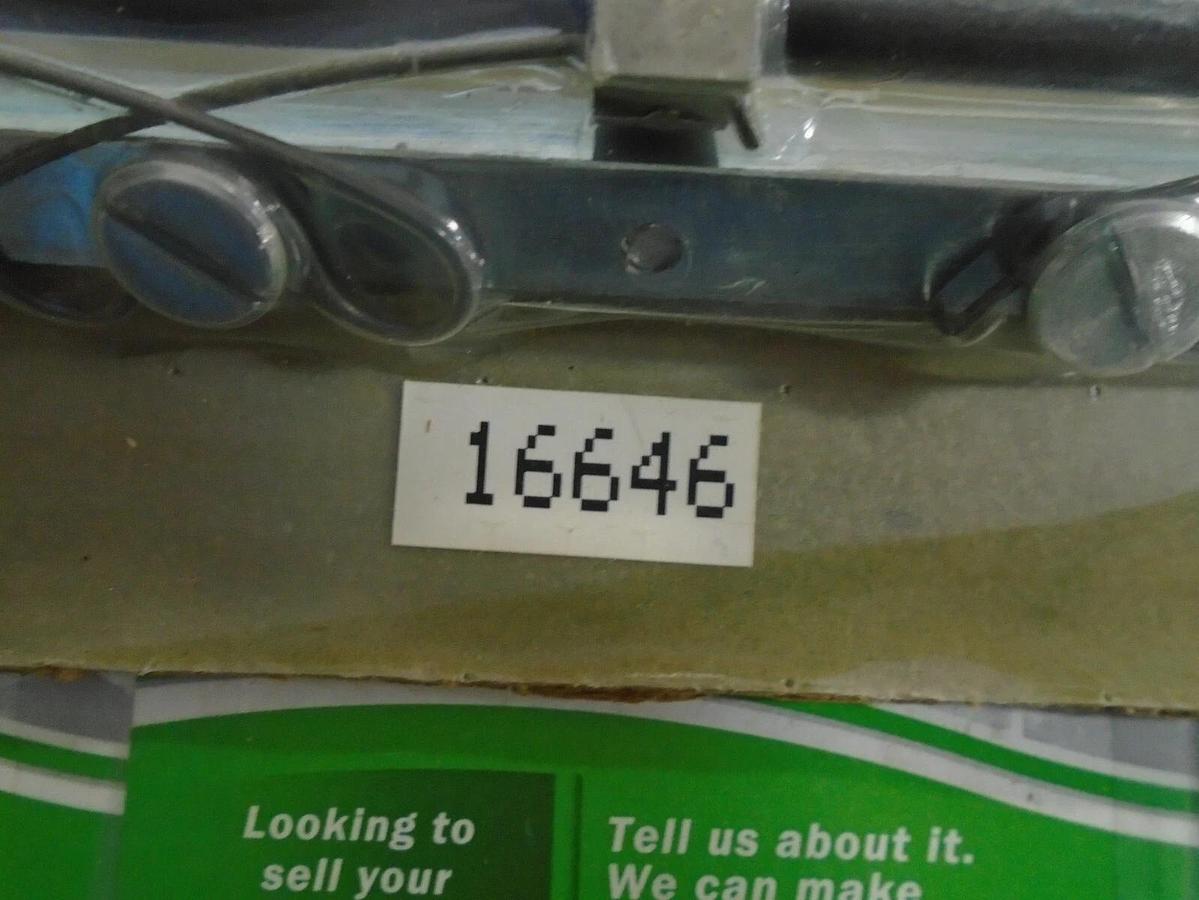 16646
Looking to
sell your
Tell us about it.
We can make